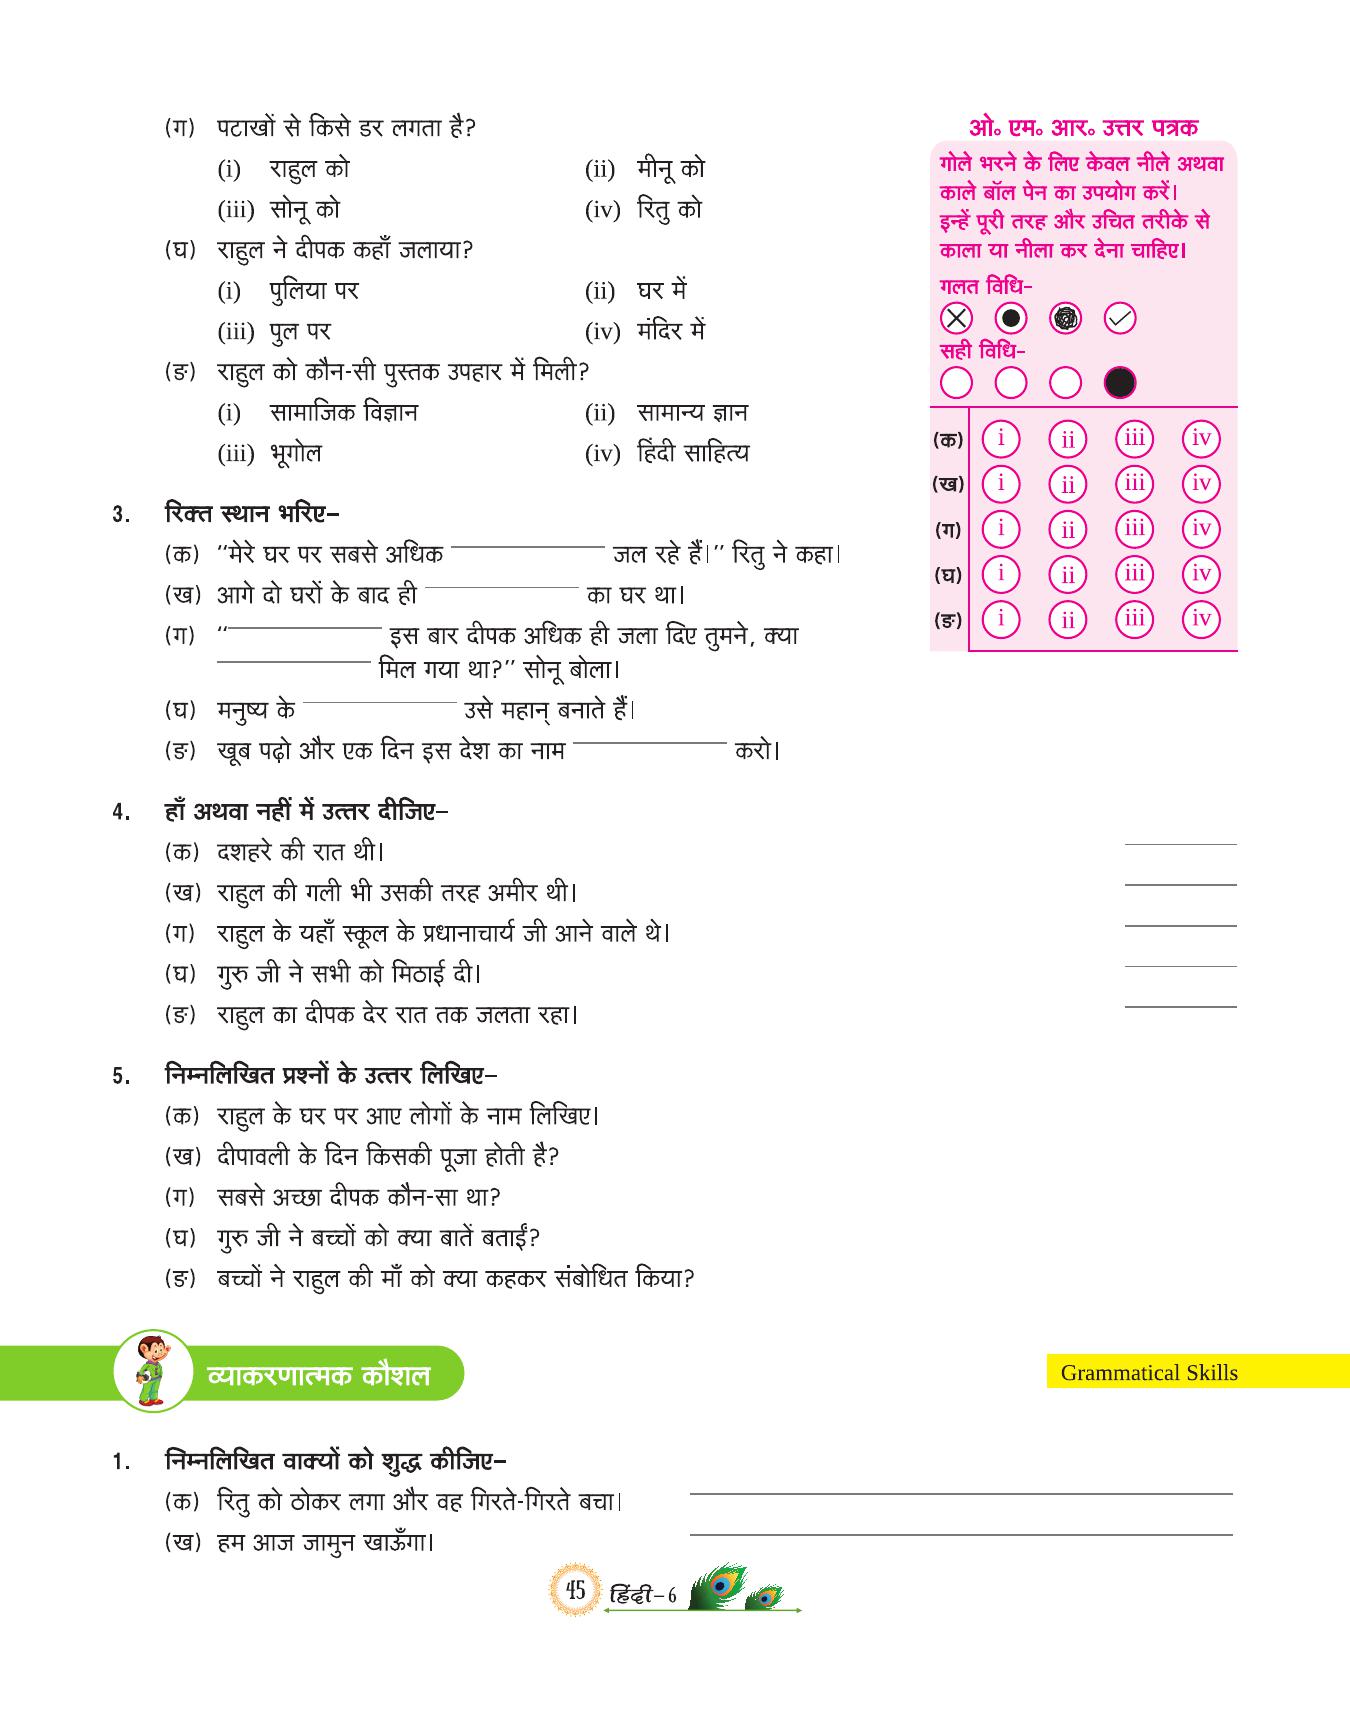 (ग) पटाखों से किसे डर लगता है?
(i) राहुल को (ii) मीनू को
(iii) सोनू को (iv) रितु को
(घ) राहुल ने दीपक कहाँ जलाया?
(i) पुलिया पर (ii) घर में
(iii) पुल पर (iv) मंदिर में
(ङ) राहुल को कौन-सी पुस्तक उपहार में मिली?
(i) सामाजिक विज्ञान (ii) सामान्य ज्ञान
(iii) भूगोल (iv) हिंदी साहित्य
ओ॰ एम॰ आर॰ उत्तर पत्रक
गोले भरने के लिए केवल नीले अथवा
काले बॉल पेन का उपयोग करें।
इन्हें पूरी तरह और उचित तरीके से
काला या नीला कर देना चाहिए।
गलत विधि–
सही विधि–
(क) i ii iii iv
(ख) i ii iii iv
(ग) i ii iii iv
(घ) i ii iii iv
(ङ) i ii iii iv
3. रिक्त स्थान भरिए–
(क) ‘‘मेरे घर पर सबसे अधिक ____________ जल रहे हैं।’’ रितु ने कहा।
(ख) आगे दो घरों के बाद ही ____________ का घर था।
(ग) ‘‘____________ इस बार दीपक अधिक ही जला दिए तुमने, क्या
____________ मिल गया था?’’ सोनू बोला।
(घ) मनुष्य के ____________ उसे महान् बनाते हैं।
(ङ) खूब पढ़ो और एक दिन इस देश का नाम ____________ करो।
4. हाँ अथवा नहीं में उत्तर दीजिए–
(क) दशहरे की रात थी। ________
(ख) राहुल की गली भी उसकी तरह अमीर थी। ________
(ग) राहुल के यहाँ स्कूल के प्रधानाचार्य जी आने वाले थे। ________
(घ) गुरु जी ने सभी को मिठाई दी। ________
(ङ) राहुल का दीपक देर रात तक जलता रहा। ________
5. निम्नलिखित प्रश्नों के उत्तर लिखिए–
(क) राहुल के घर पर आए लोगों के नाम लिखिए।
(ख) दीपावली के दिन किसकी पूजा होती है?
(ग) सबसे अच्छा दीपक कौन-सा था?
(घ) गुरु जी ने बच्चों को क्या बातें बताईं?
(ङ) बच्चों ने राहुल की माँ को क्या कहकर संबोधित किया?
व्याकरणात्मक कौशल
Grammatical Skills
1. निम्नलिखित वाक्यों को शुद्ध कीजिए–
(क) रितु को ठोकर लगा और वह गिरते-गिरते बचा। ____________
(ख) हम आज जामुन खाऊँगा। ____________
45 हिंदी – 6